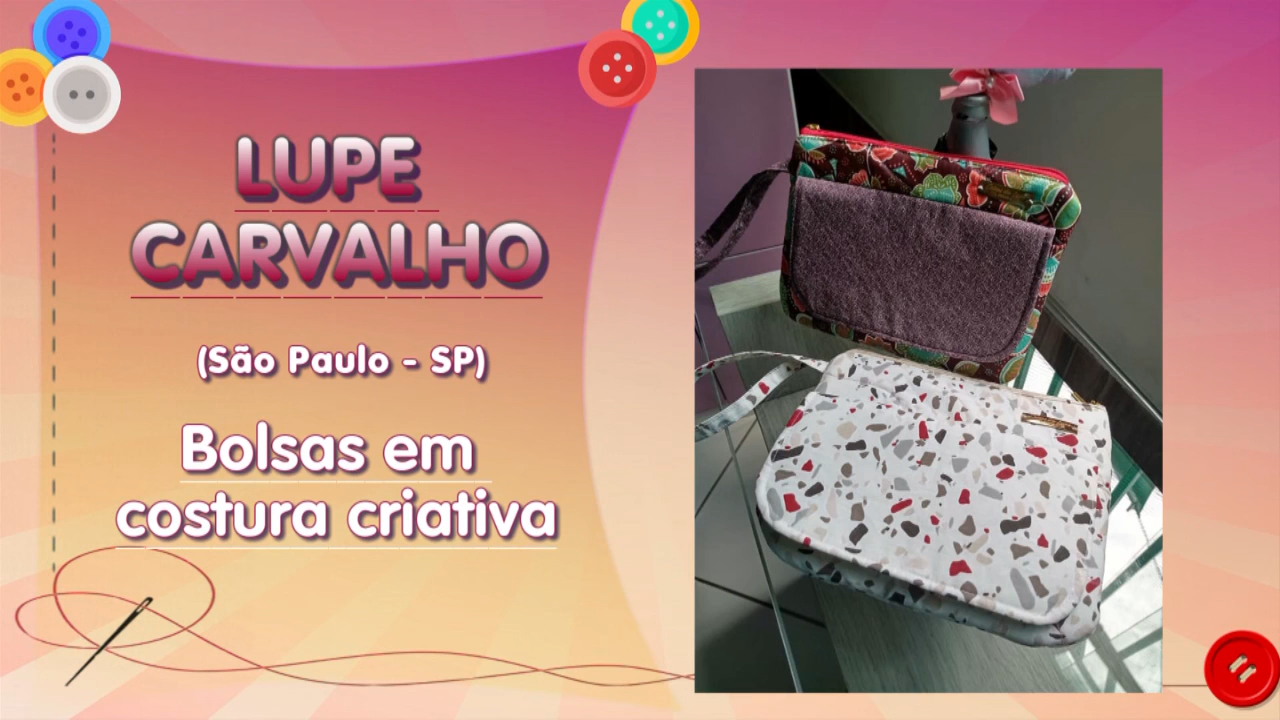 LUPE
CARVALHO
(São Paulo - SP)
Bolsas em
costura criativa